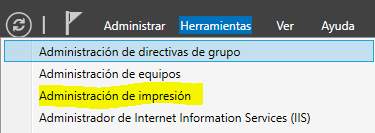 Administrar Herramientas Ver Ayuda
Administración de directivas de grupo
Administración de equipos
Administración de impresión
Administrador de Internet Information Services (IIS)